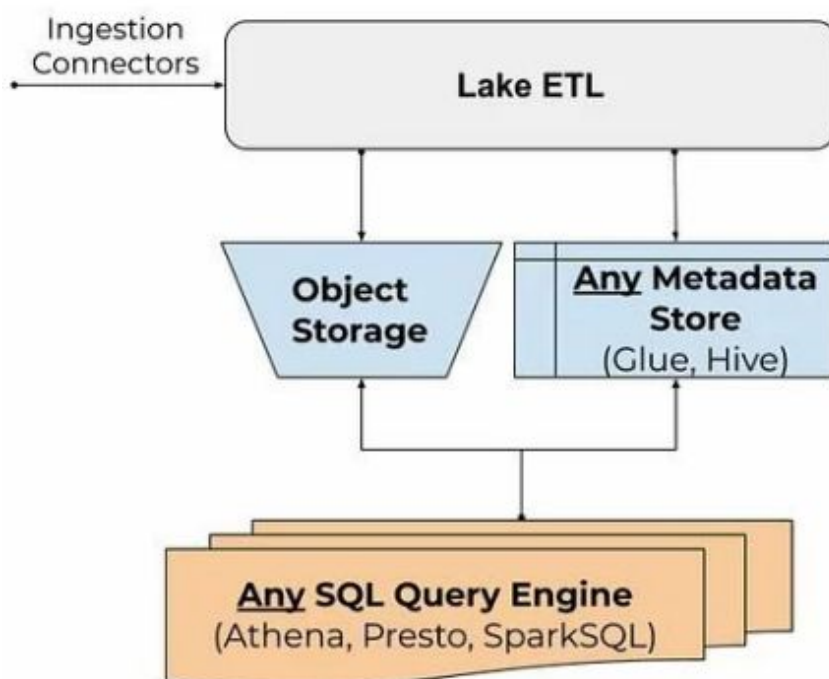 Ingestion
Connectors
Lake ETL
Object
Storage
Any Metadata
Store
(Glue, Hive)
Any SQL Query Engine
(Athena, Presto, SparkSQL)